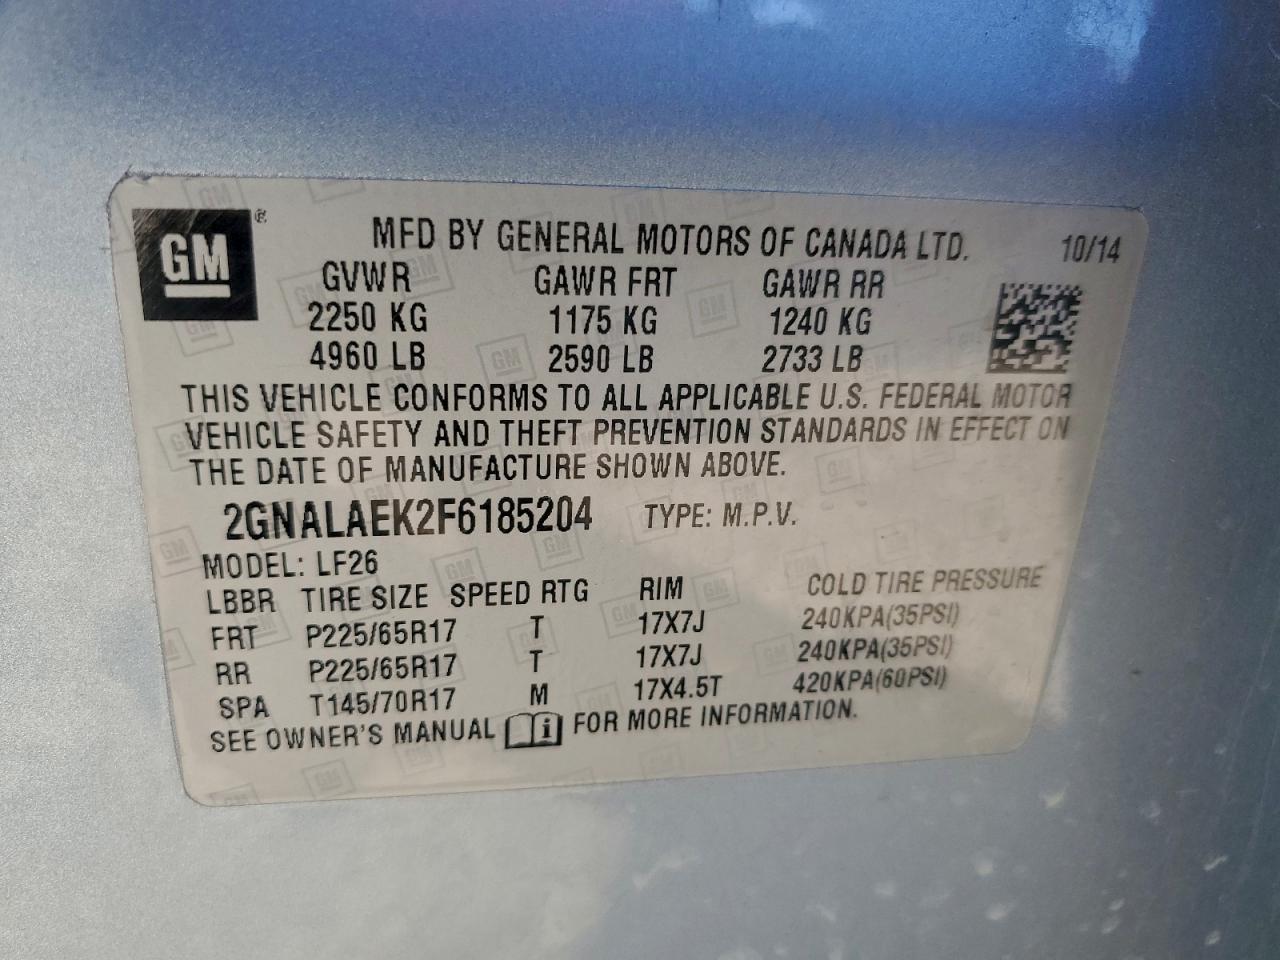 GM ®
MFD BY GENERAL MOTORS OF CANADA LTD. 10/14
GVWR GAWR FRT GAWR RR
2250 KG 1175 KG 1240 KG
4960 LB 2590 LB 2733 LB
THIS VEHICLE CONFORMS TO ALL APPLICABLE U.S. FEDERAL MOTOR
VEHICLE SAFETY AND THEFT PREVENTION STANDARDS IN EFFECT ON
THE DATE OF MANUFACTURE SHOWN ABOVE.
2GNALAEK2F6185204 TYPE: M.P.V.
MODEL: LF26
LBBR TIRE SIZE SPEED RTG RIM COLD TIRE PRESSURE
FRT P225/65R17 T 17X7J 240KPA(35PSI)
RR P225/65R17 T 17X7J 240KPA(35PSI)
SPA T145/70R17 M 17X4.5T 420KPA(60PSI)
SEE OWNER'S MANUAL i FOR MORE INFORMATION.